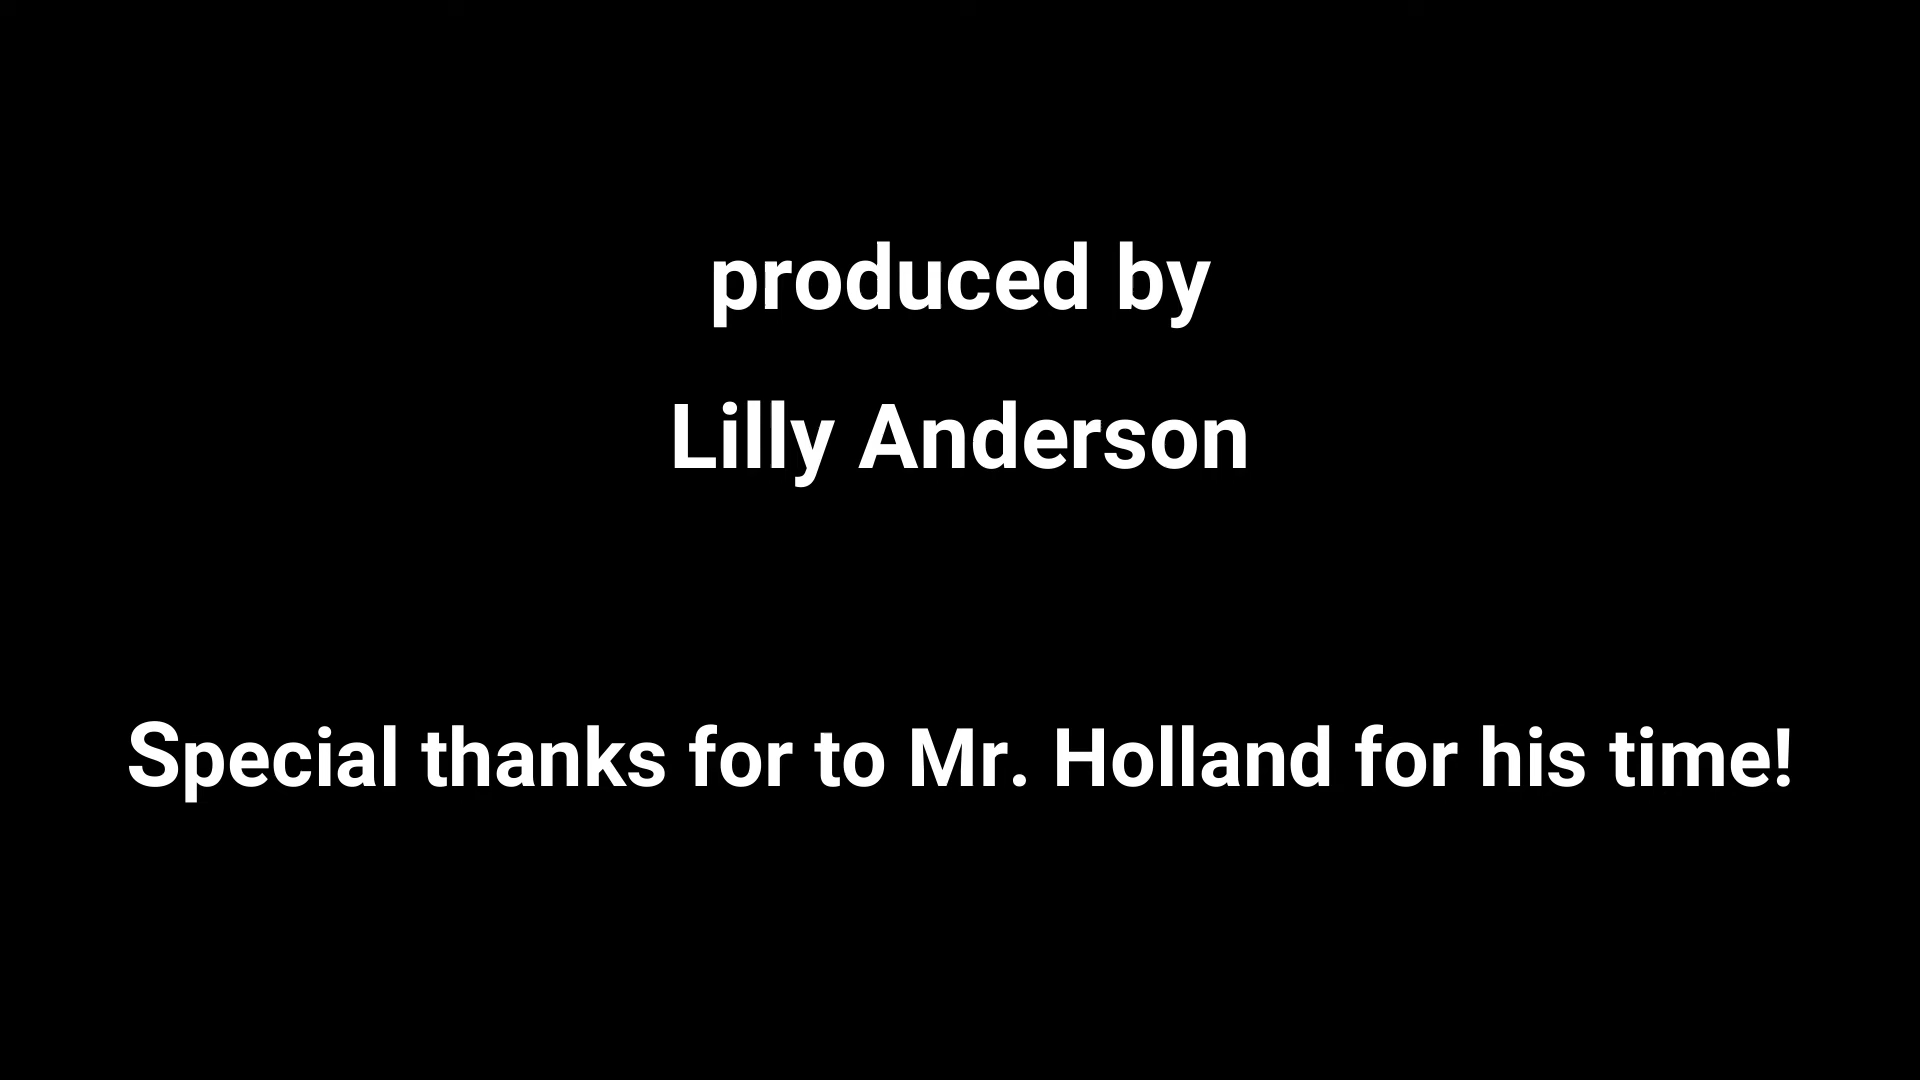 produced by
Lilly Anderson
Special thanks for to Mr. Holland for his time!